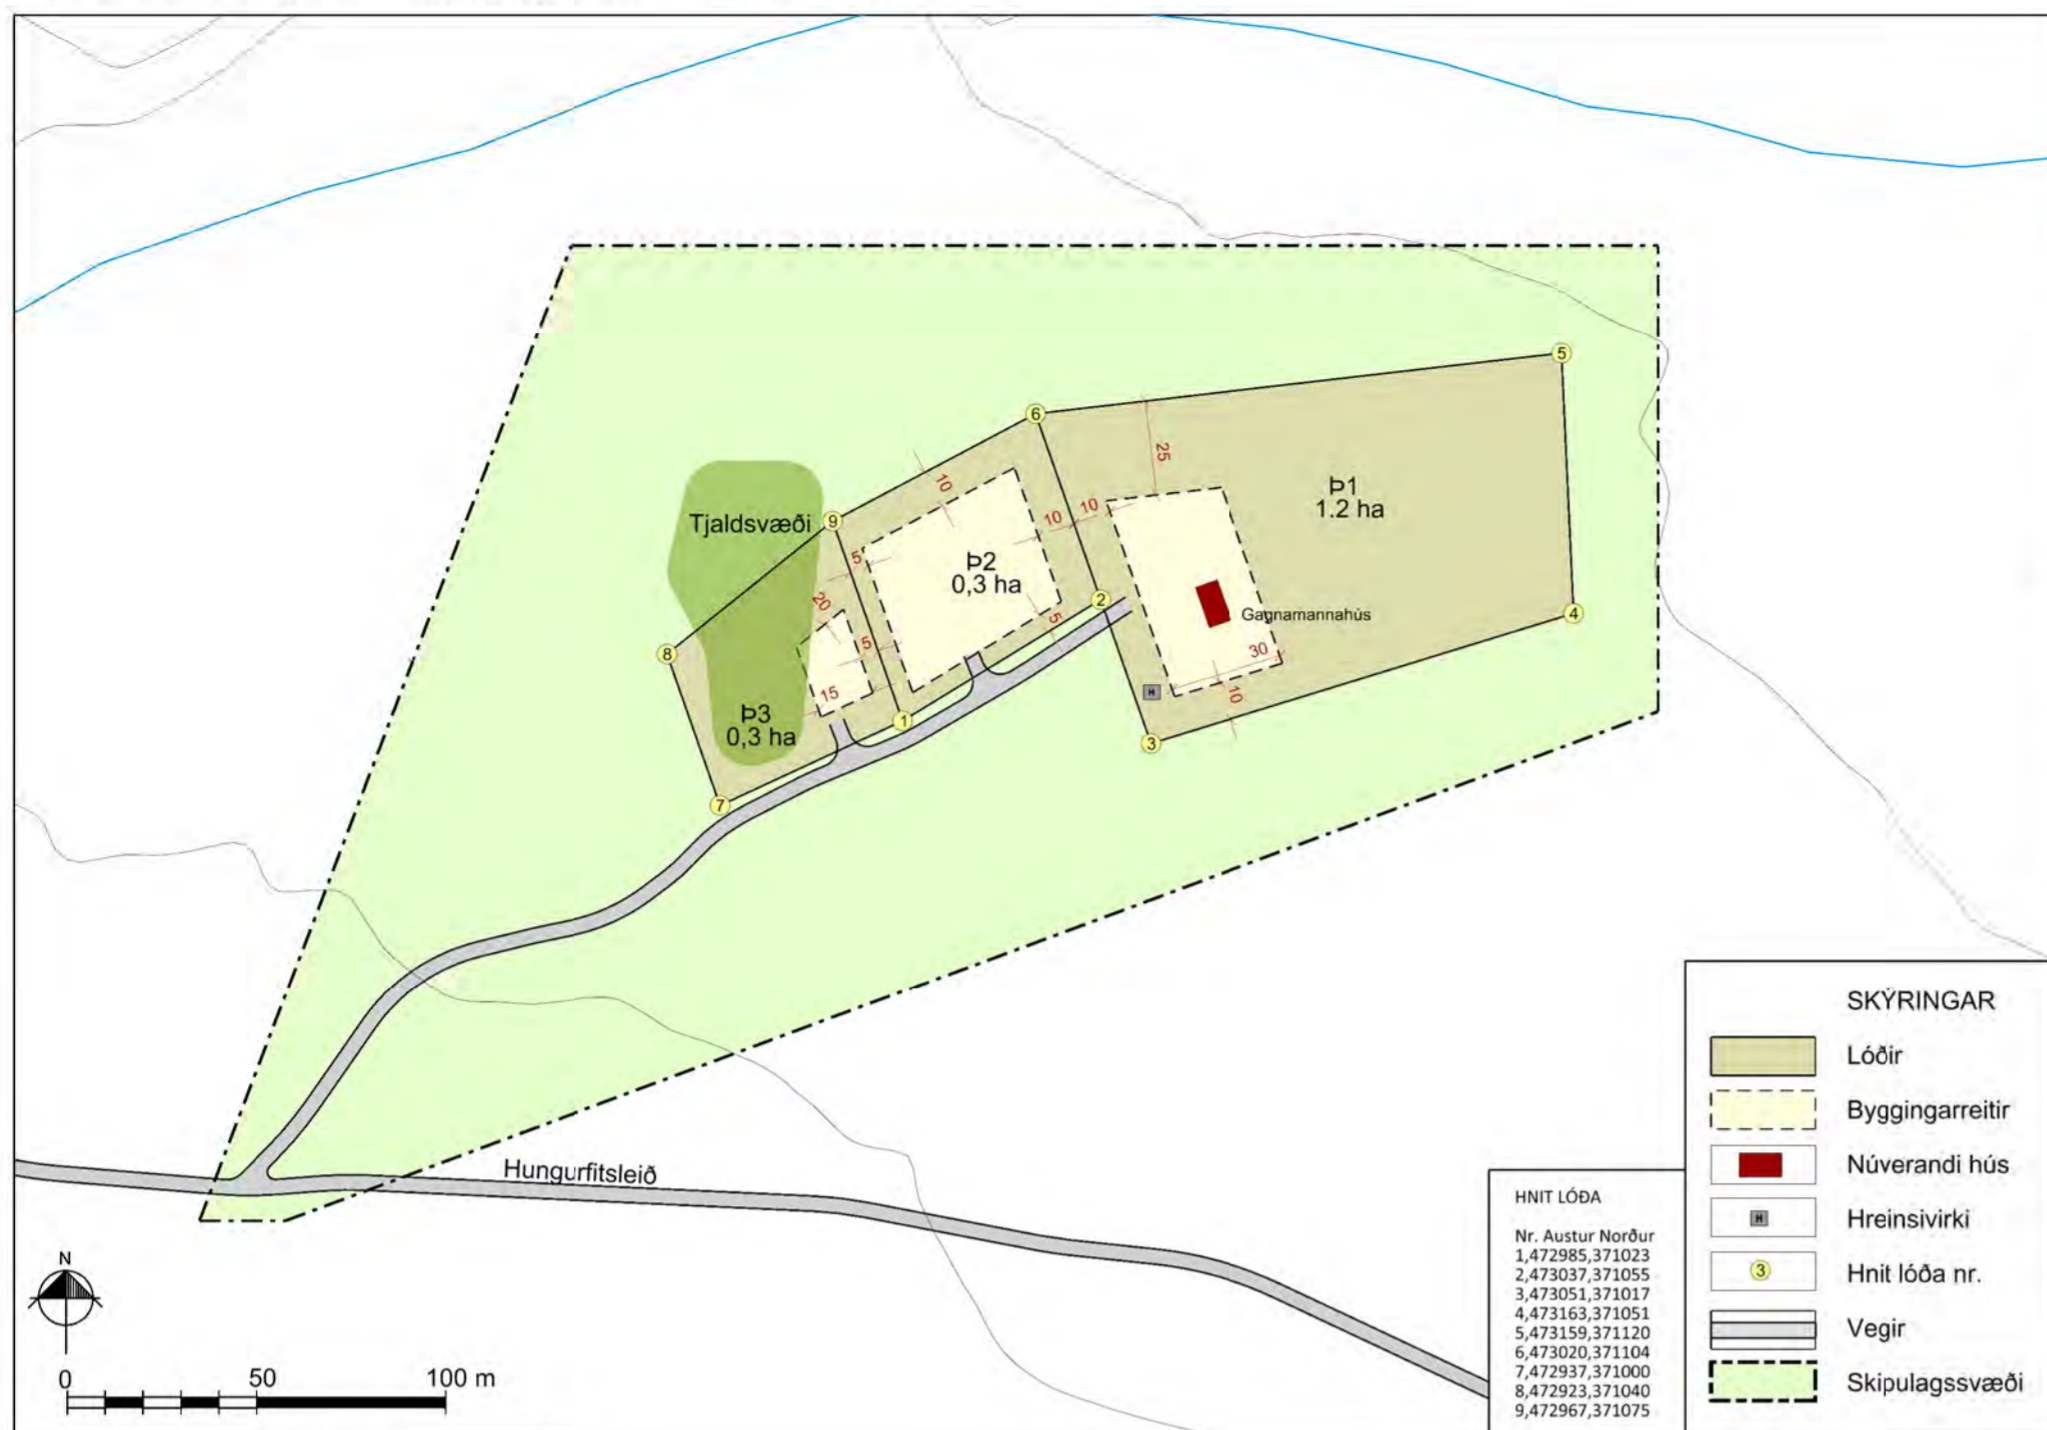 5
6
25
10
Þ1
1.2 ha
10
10
9
Tjaldsvæði
5
Þ2
0,3 ha
20
5
2
4
Gagnamannahús
8
5
30
15
H
10
Þ3
0,3 ha
1
3
7
Hungurfitsleið
N
0 50 100 m
HNIT LÓÐA
Nr. Austur Norður
1,472985,371023
2,473037,371055
3,473051,371017
4,473163,371051
5,473159,371120
6,473020,371104
7,472937,371000
8,472923,371040
9,472967,371075
SKÝRINGAR
Lóðir
Byggingarreitir
Núverandi hús
H Hreinsivirki
3 Hnit lóða nr.
Vegir
Skipulagssvæði